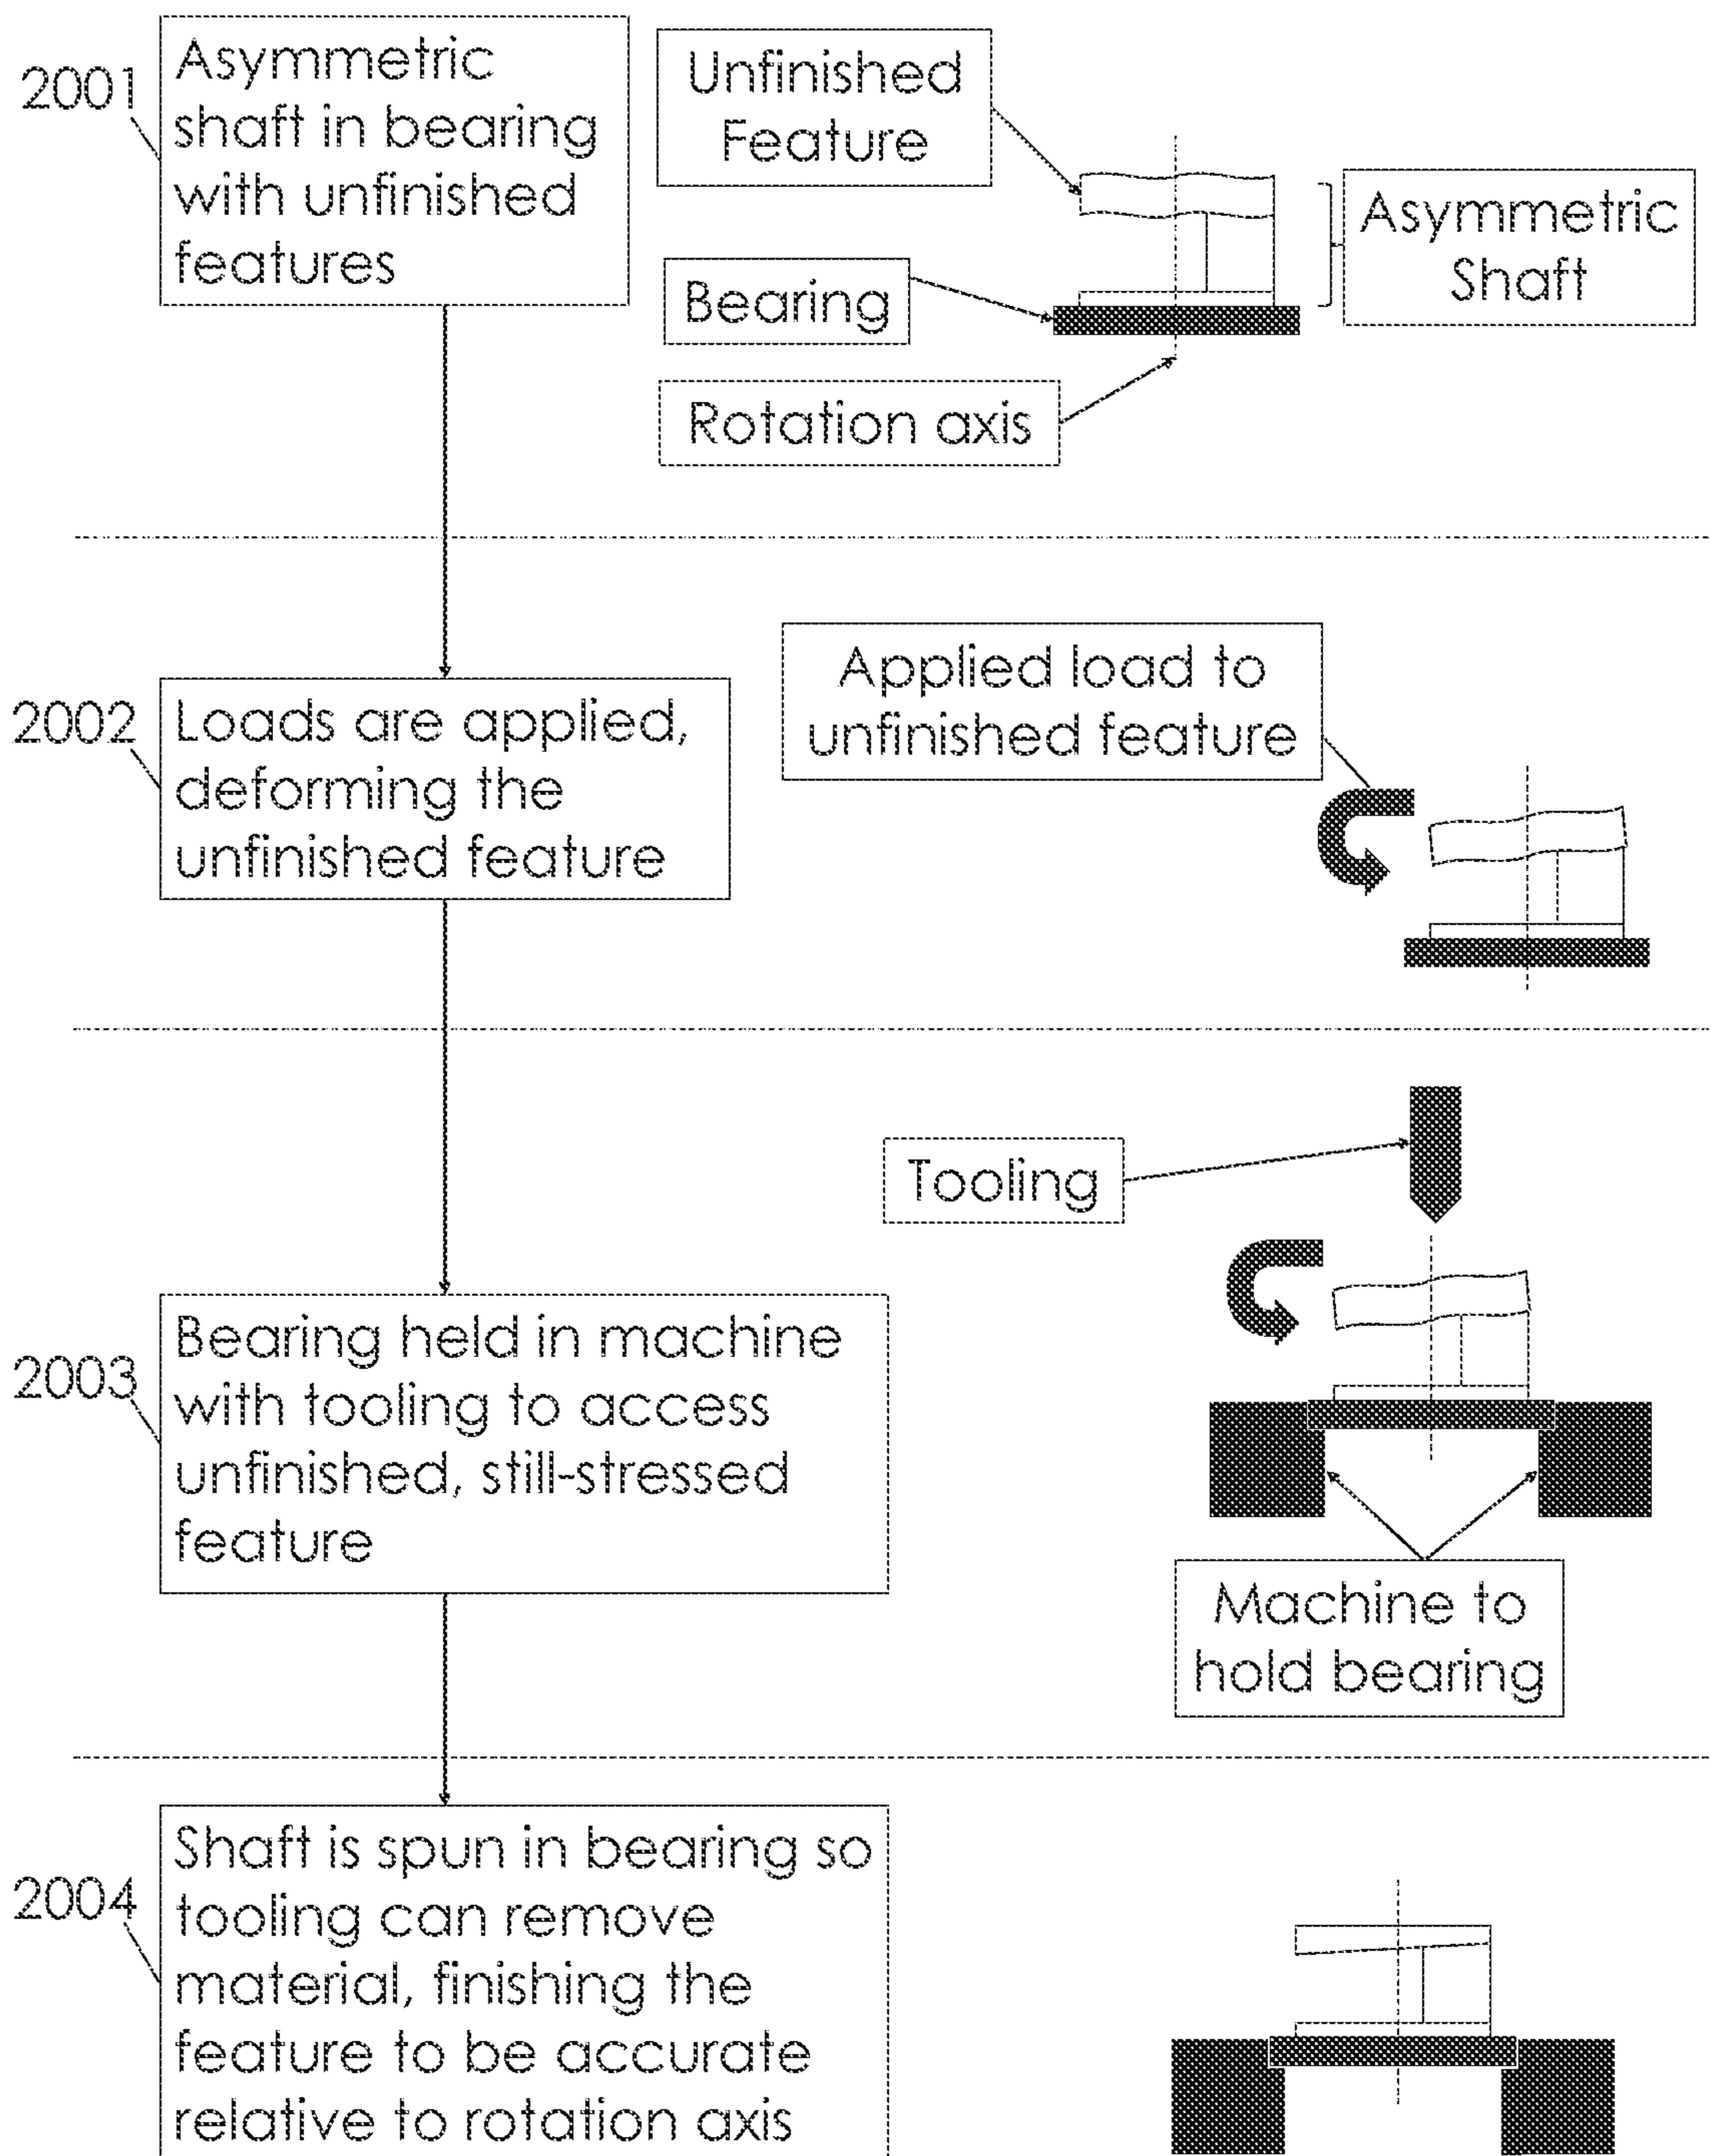 2001
Asymmetric
shaft in bearing
with unfinished
features
Unfinished
Feature
Asymmetric
Shaft
Bearing
Rotation axis
2002
Loads are applied,
deforming the
unfinished feature
Applied load to
unfinished feature
Tooling
2003
Bearing held in machine
with tooling to access
unfinished, still-stressed
feature
Machine to
hold bearing
2004
Shaft is spun in bearing so
tooling can remove
material, finishing the
feature to be accurate
relative to rotation axis